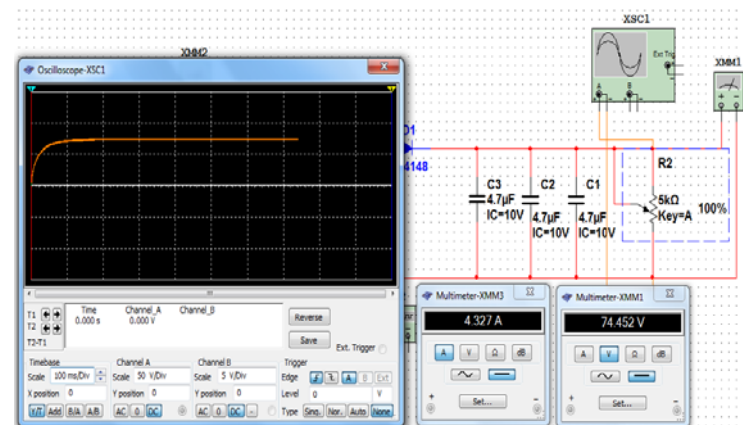 XSC1
XMM2
Ext Trig
XMM1
Oscilloscope-XSC1
A
B
D1
4148
R2
C3
4.7µF
IC=10V
C2
4.7µF
IC=10V
C1
4.7µF
IC=10V
5kΩ
Key=A
100%
T1
T2
T2-T1
Time
0.000 s
Channel_A
0.000 V
Channel_B
Reverse
Save
Ext. Trigger
Timebase
Scale 100 ms/Div
X position 0
Y/T Add B/A A/B
Channel A
Scale 50 V/Div
Y position 0
AC 0 DC
Channel B
Scale 5 V/Div
Y position 0
AC 0 DC -
Trigger
Edge A B Ext
Level 0 V
Type Sing. Nor. Auto None
Multimeter-XMM3
4.327 A
A V Ω dB
Set...
Multimeter-XMM1
74.452 V
A V Ω dB
Set...